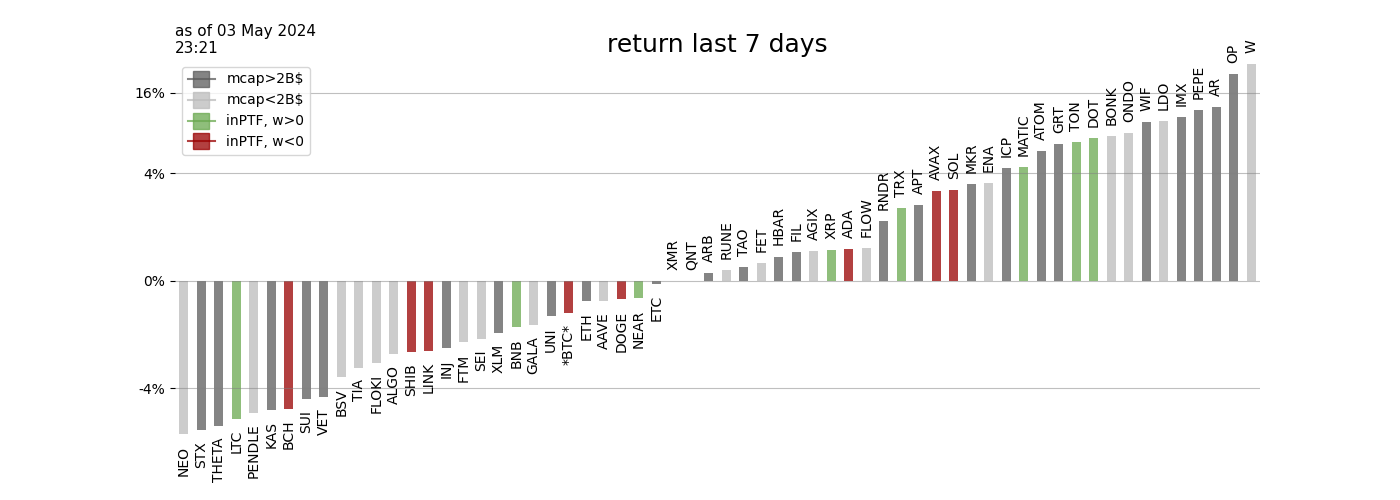 as of 03 May 2024
23:21
return last 7 days
mcap>2B$
mcap<2B$
inPTF, w>0
inPTF, w<0
16%
4%
0%
-4%
NEO
STX
THETA
LTC
PENDLE
KAS
BCH
SUI
VET
BSV
TIA
FLOKI
ALGO
SHIB
LINK
INJ
FTM
SEI
XLM
BNB
GALA
UNI
*BTC*
ETH
AAVE
DOGE
NEAR
ETC
XMR
QNT
ARB
RUNE
TAO
FET
HBAR
FIL
AGIX
XRP
ADA
FLOW
RNDR
TRX
APT
AVAX
SOL
MKR
ENA
ICP
MATIC
ATOM
GRT
TON
DOT
BONK
ONDO
WIF
LDO
IMX
PEPE
AR
OP
W